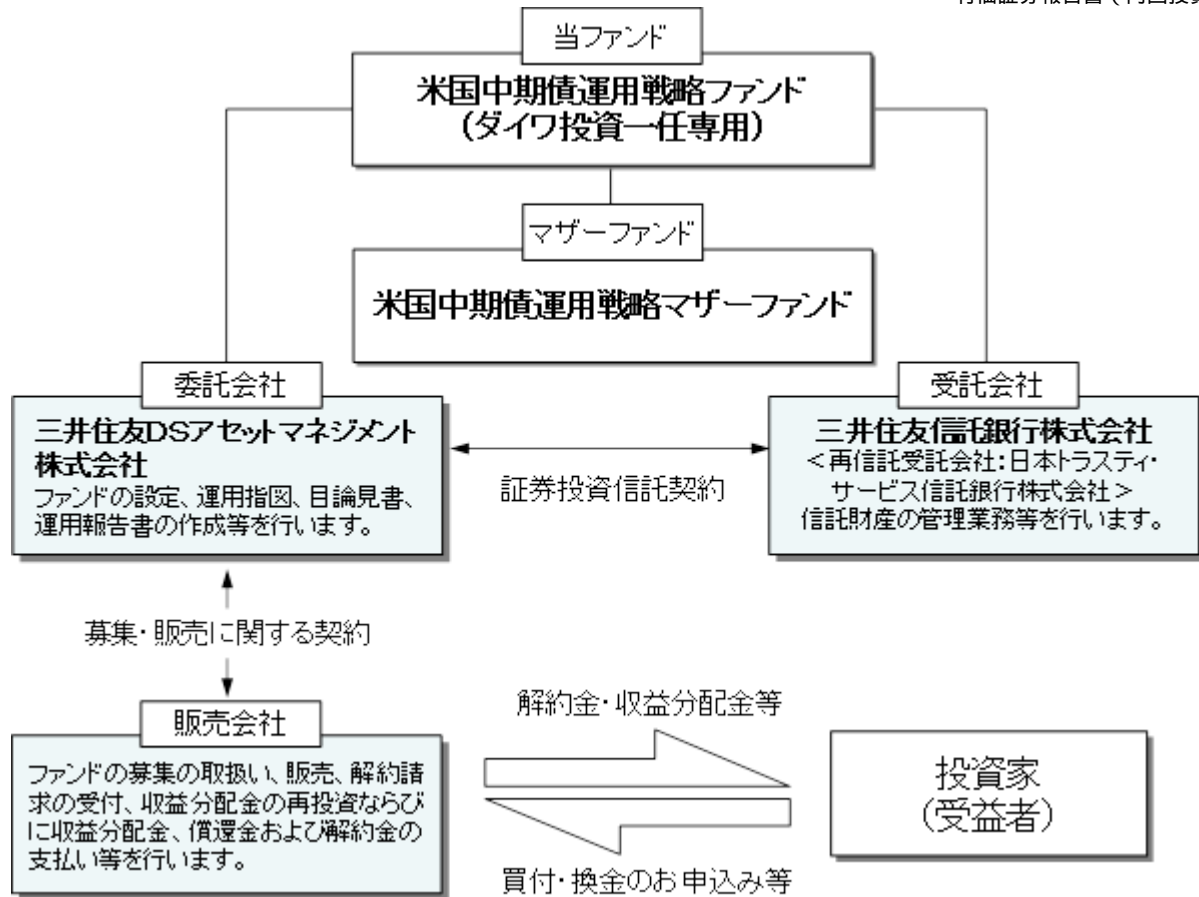 当ファンド
米国中期債運用戦略ファンド
(ダイワ投資一任専用)
マザーファンド
米国中期債運用戦略マザーファンド
委託会社
三井住友DSアセットマネジメント
株式会社
ファンドの設定、運用指図、目論見書、
運用報告書の作成等を行います。
受託会社
三井住友信託銀行株式会社
<再信託受託会社:日本トラスティ・
サービス信託銀行株式会社>
信託財産の管理業務等を行います。
証券投資信託契約
募集・販売に関する契約
販売会社
ファンドの募集の取扱い、販売、解約請
求の受付、収益分配金の再投資ならび
に収益分配金、償還金および解約金の
支払い等を行います。
解約金・収益分配金等
買付・換金のお申込み等
投資家
(受益者)